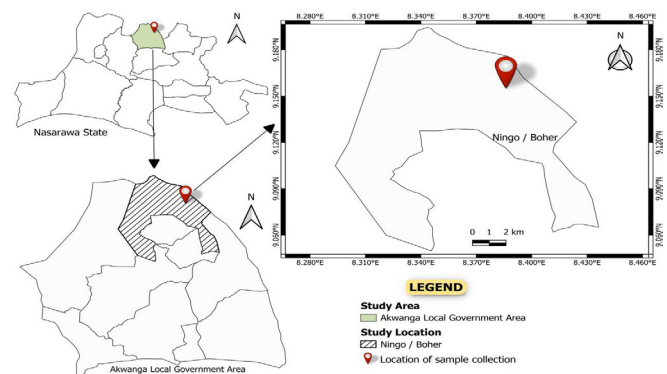 N
Nasarawa State
N
Akwanga Local Government Area
8.280°E 8.310°E 8.340°E 8.370°E 8.400°E 8.430°E 8.460°E
9.180°N
9.150°N
9.120°N
9.090°N
9.060°N
N
Ningo / Boher
0 1 2 km
9.180°N
9.150°N
9.120°N
9.090°N
9.060°N
8.280°E 8.310°E 8.340°E 8.370°E 8.400°E 8.430°E 8.460°E
LEGEND
Study Area
Akwanga Local Government Area
Study Location
Ningo / Boher
Location of sample collection